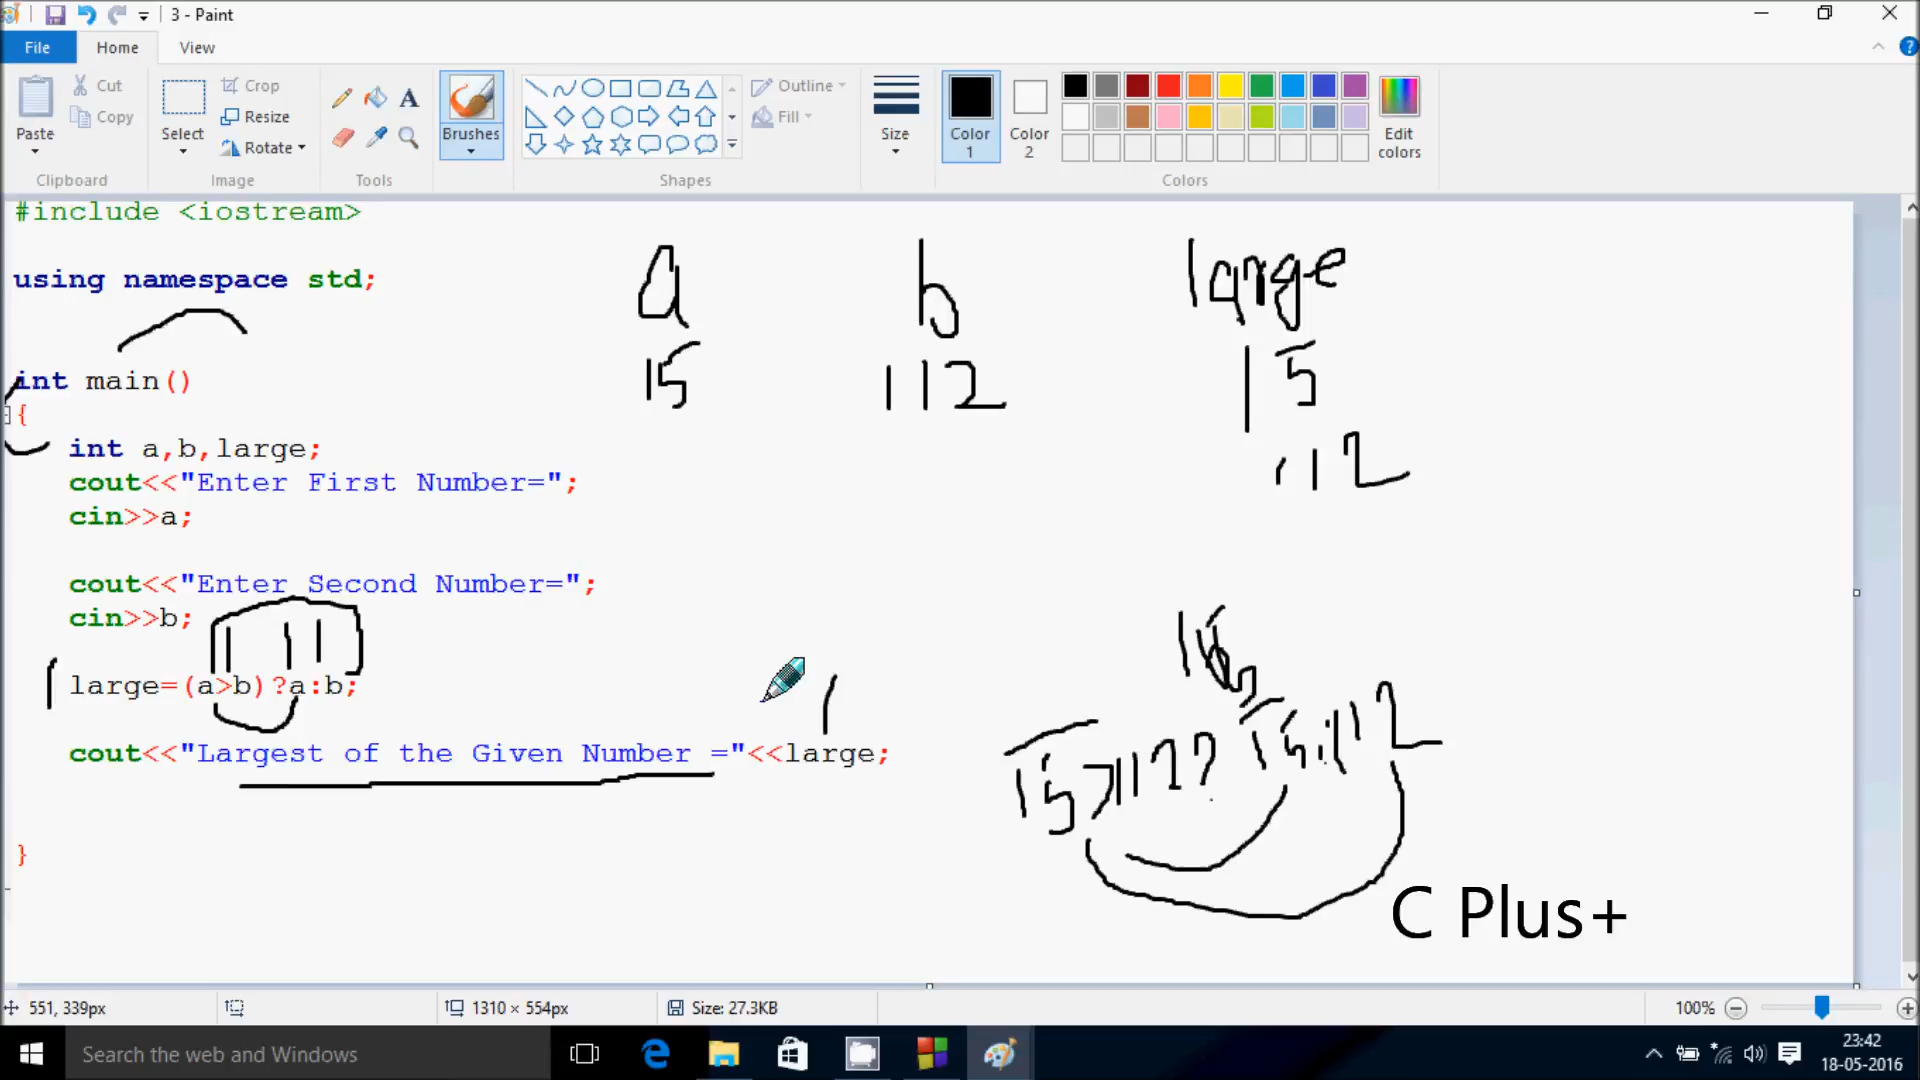 3 - Paint
File Home View
Paste Cut Copy Select Crop Resize Rotate Brushes Outline Fill Size Color 1 Color 2 Edit colors
Clipboard Image Tools Shapes Colors
#include <iostream>
using namespace std;
int main()
{
int a,b,large;
cout<<"Enter First Number=";
cin>>a;
cout<<"Enter Second Number=";
cin>>b;
large=(a>b)?a:b;
cout<<"Largest of the Given Number ="<<large;
}
a b large
15 112 15
112
15>112? 15:112
C Plus+
551, 339px 1310 × 554px Size: 27.3KB 100%
Search the web and Windows
23:42
18-05-2016